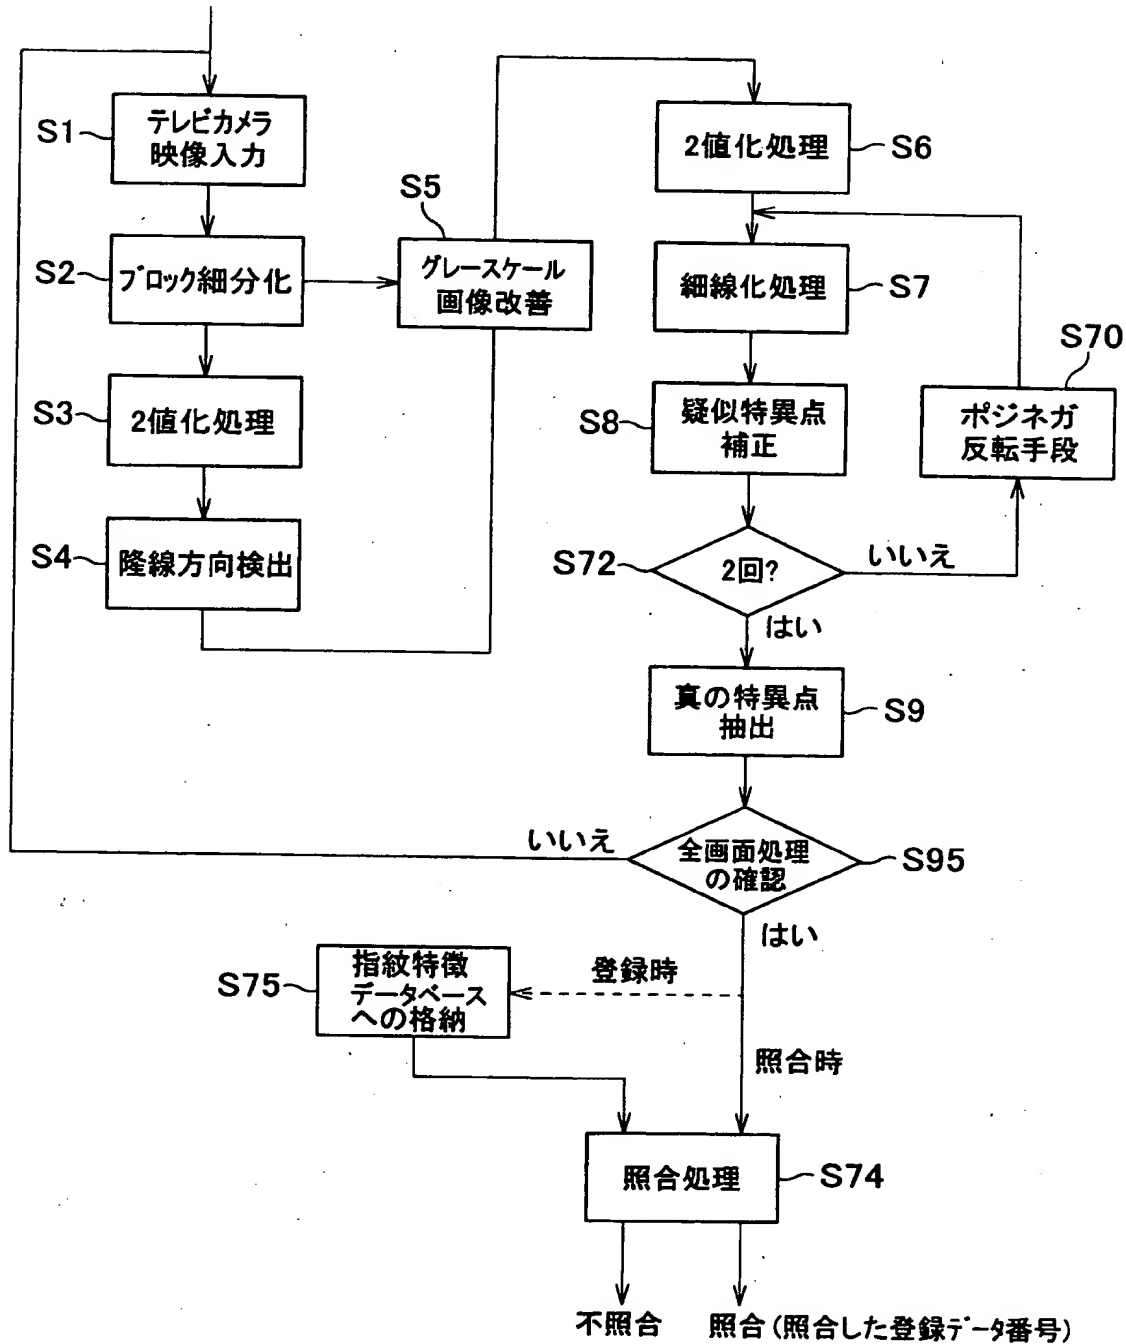 S1
テレビカメラ
映像入力
S2
ブロック細分化
S3
2値化処理
S4
隆線方向検出
S5
グレースケール
画像改善
S6
2値化処理
S7
細線化処理
S8
疑似特異点
補正
S70
ポジネガ
反転手段
S72
2回?
いいえ
はい
S9
真の特異点
抽出
S95
全画面処理
の確認
いいえ
はい
S75
指紋特徴
データベース
への格納
登録時
照合時
S74
照合処理
不照合
照合(照合した登録データ番号)